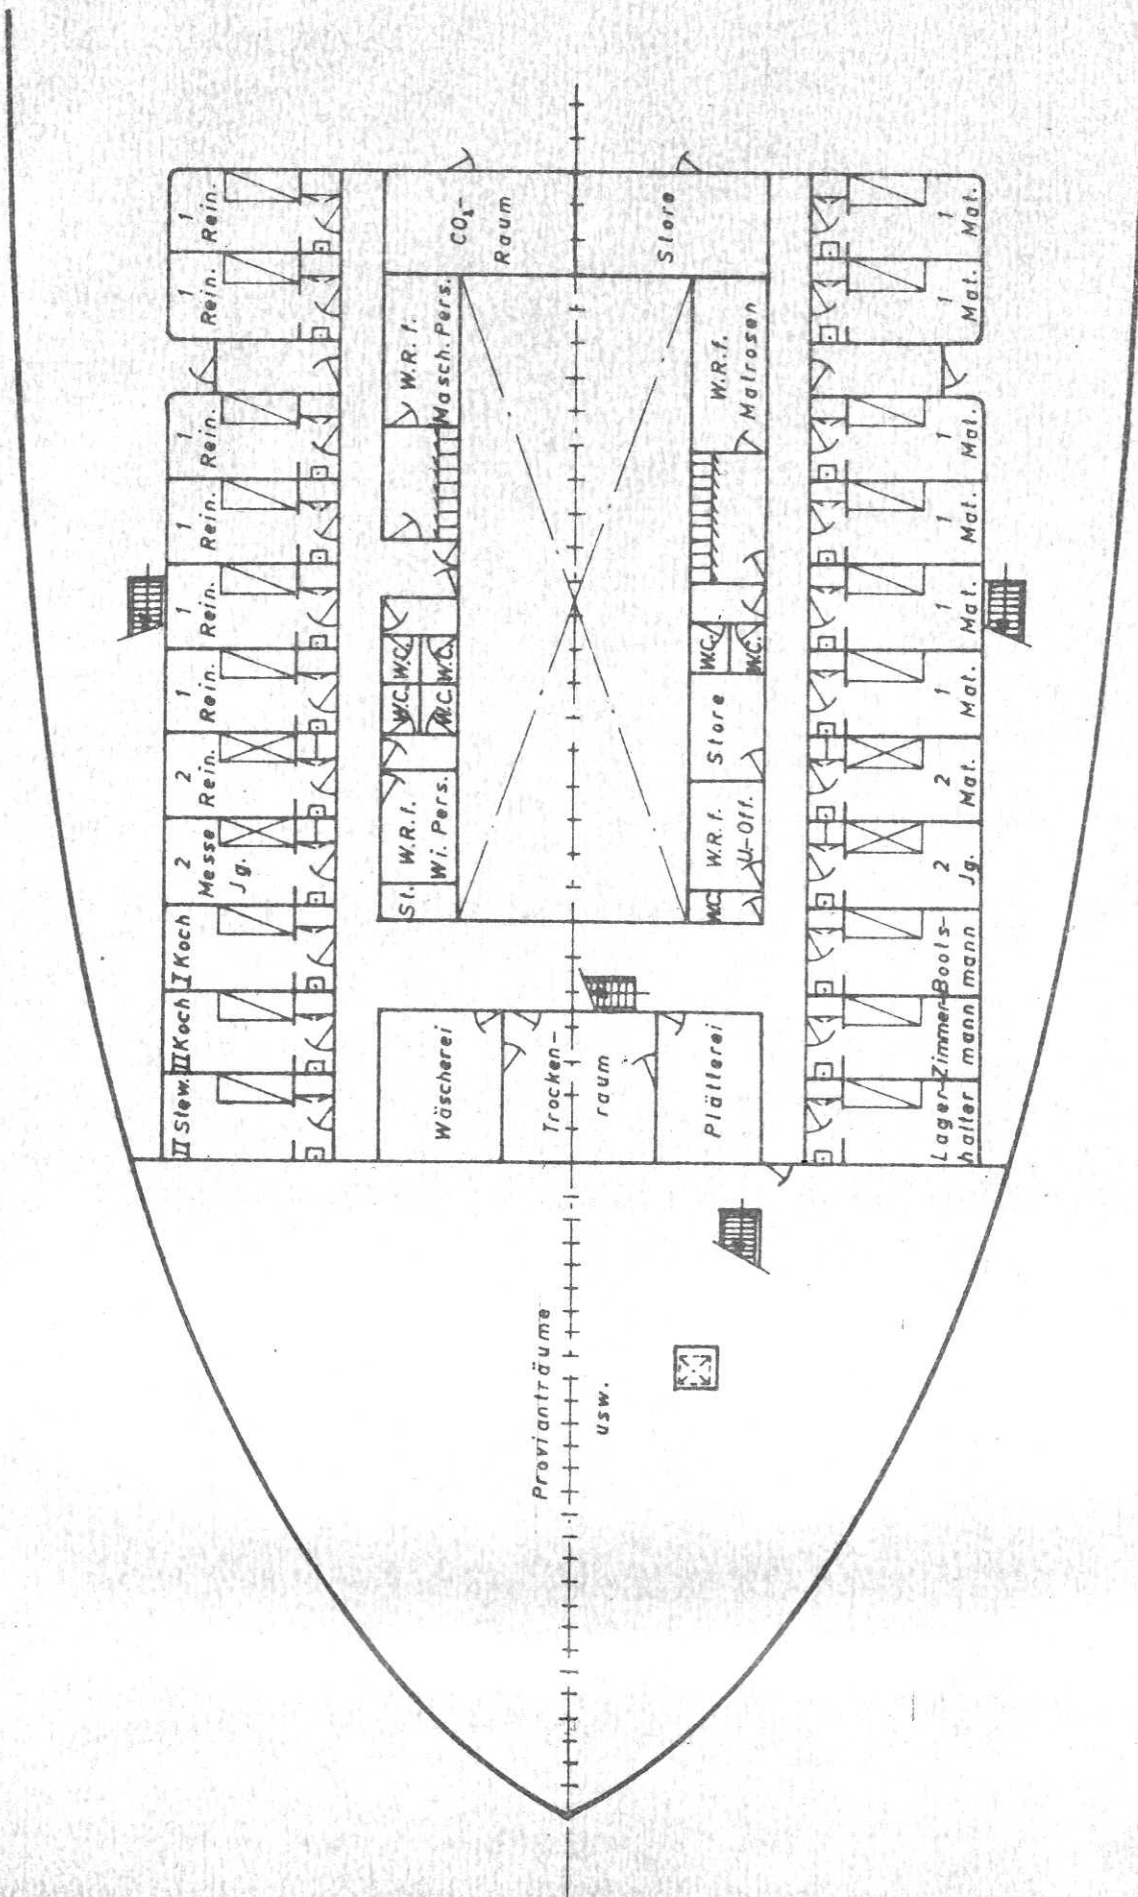 II Stew.
II Koch
I Koch
2
Messe
Jg.
2
Rein.
1
Rein.
1
Rein.
1
Rein.
1
Rein.
1
Rein.
1
Rein.
St.
W.R.f.
Wi. Pers.
W.C.
W.C.
W.C.
W.C.
W.R.f.
Masch.Pers.
CO₂-
Raum
Wäscherei
Trocken-
raum
Plätterei
Provianträume
usw.
W.C.
W.R.f.
U.-Off.
Store
W.C.
W.C.
W.R.f.
Matrosen
Store
Lager-
halter
Zimmer-
mann
Boots-
mann
2
Jg.
2
Mat.
1
Mat.
1
Mat.
1
Mat.
1
Mat.
1
Mat.
1
Mat.